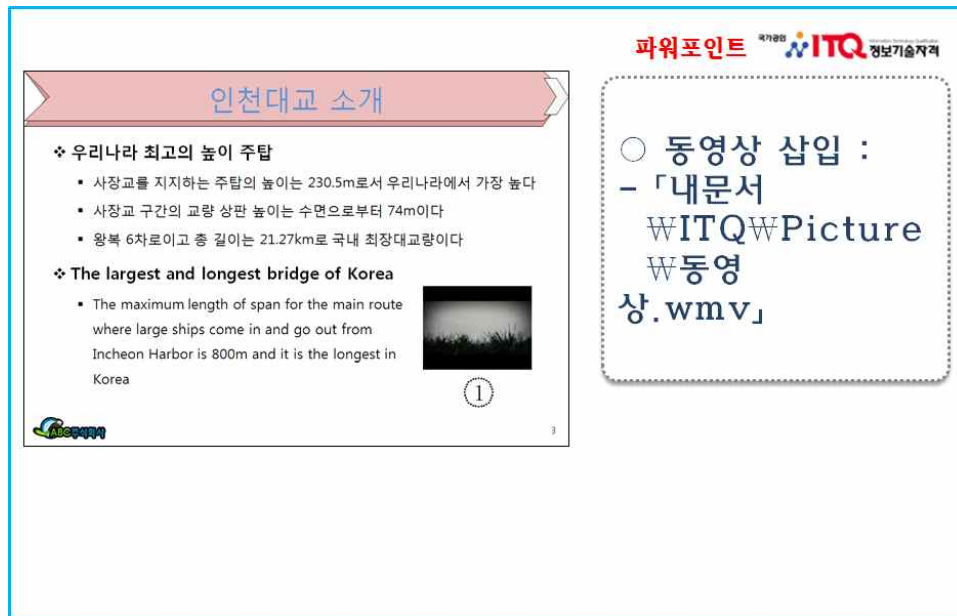 파워포인트 국가공인 ITQ 정보기술자격
인천대교 소개
❖ 우리나라 최고의 높이 주탑
▪ 사장교를 지지하는 주탑의 높이는 230.5m로서 우리나라에서 가장 높다
▪ 사장교 구간의 교량 상판 높이는 수면으로부터 74m이다
▪ 왕복 6차로이고 총 길이는 21.27km로 국내 최장대교량이다
❖ The largest and longest bridge of Korea
▪ The maximum length of span for the main route
where large ships come in and go out from
Incheon Harbor is 800m and it is the longest in
Korea
①
ABC주식회사
3
○ 동영상 삽입 :
- 「내문서
₩ITQ₩Picture
₩동영
상.wmv」